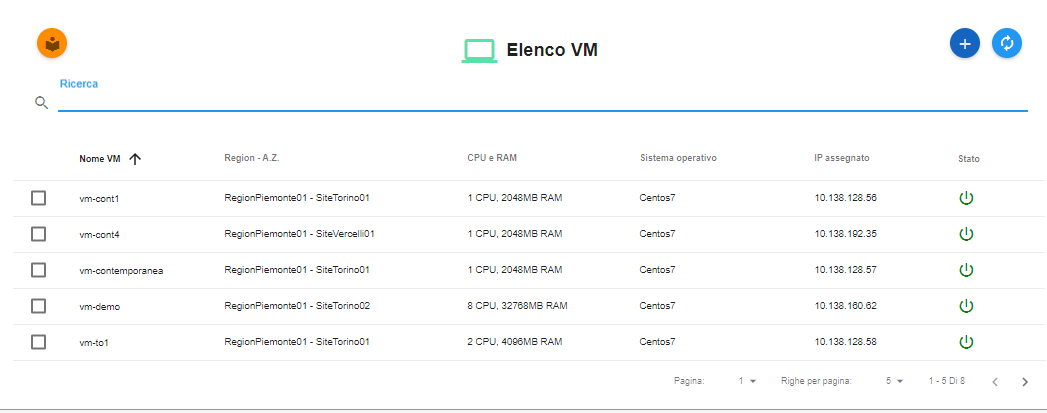 Elenco VM
Ricerca
Nome VM Region - A.Z. CPU e RAM Sistema operativo IP assegnato Stato
vm-cont1 RegionPiemonte01 - SiteTorino01 1 CPU, 2048MB RAM Centos7 10.138.128.56
vm-cont4 RegionPiemonte01 - SiteVercelli01 1 CPU, 2048MB RAM Centos7 10.138.192.35
vm-contemporanea RegionPiemonte01 - SiteTorino01 1 CPU, 2048MB RAM Centos7 10.138.128.57
vm-demo RegionPiemonte01 - SiteTorino02 8 CPU, 32768MB RAM Centos7 10.138.160.62
vm-to1 RegionPiemonte01 - SiteTorino01 2 CPU, 4096MB RAM Centos7 10.138.128.58
Pagina: 1 Righe per pagina: 5 1 - 5 Di 8